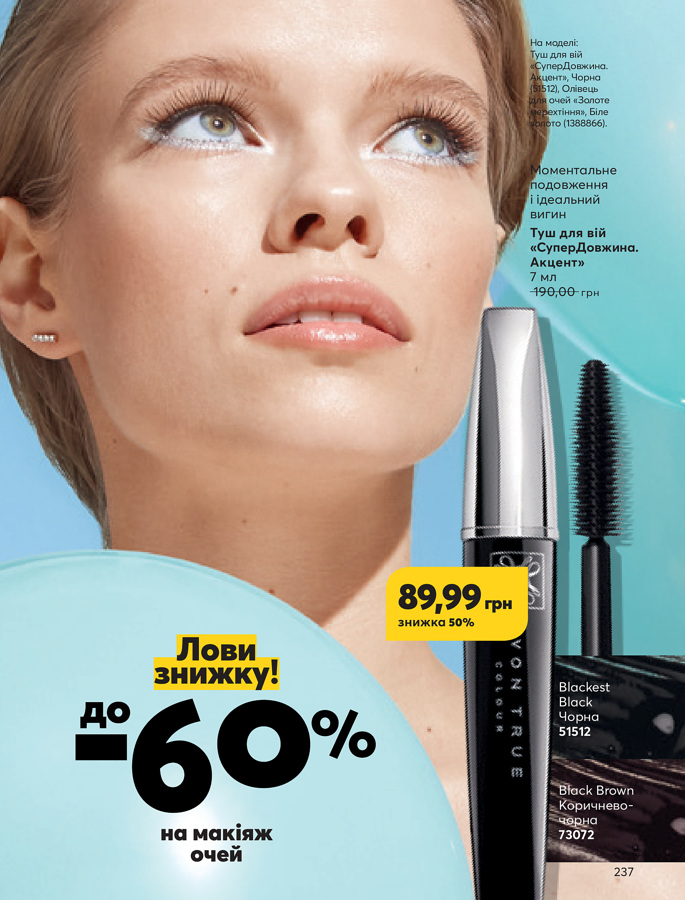 На моделі:
Туш для вій
«СуперДовжина.
Акцент», Чорна
(51512), Олівець
для очей «Золоте
мерехтіння», Біле
золото (1388866).
Моментальне
подовження
і ідеальний
вигин
Туш для вій
«СуперДовжина.
Акцент»
7 мл
190,00 грн
89,99 грн
знижка 50%
VON TRUE
COLOUR
Лови
знижку!
до
-60%
на макіяж
очей
Blackest
Black
Чорна
51512
Black Brown
Коричнево-
чорна
73072
237